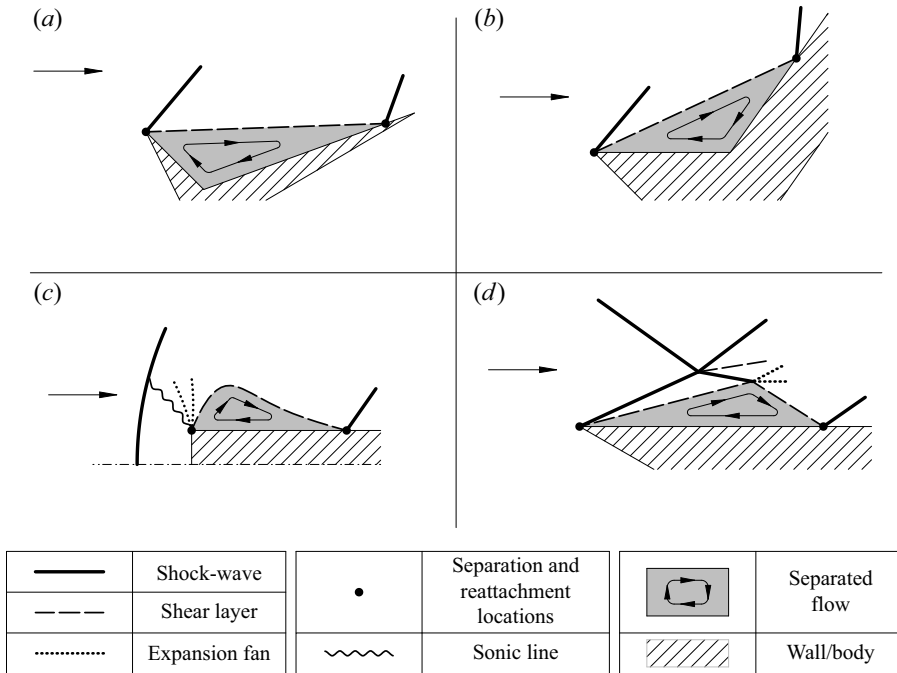 (a)
(b)
(c)
(d)
Shock-wave
Shear layer
Expansion fan
Separation and
reattachment
locations
Sonic line
Separated
flow
Wall/body